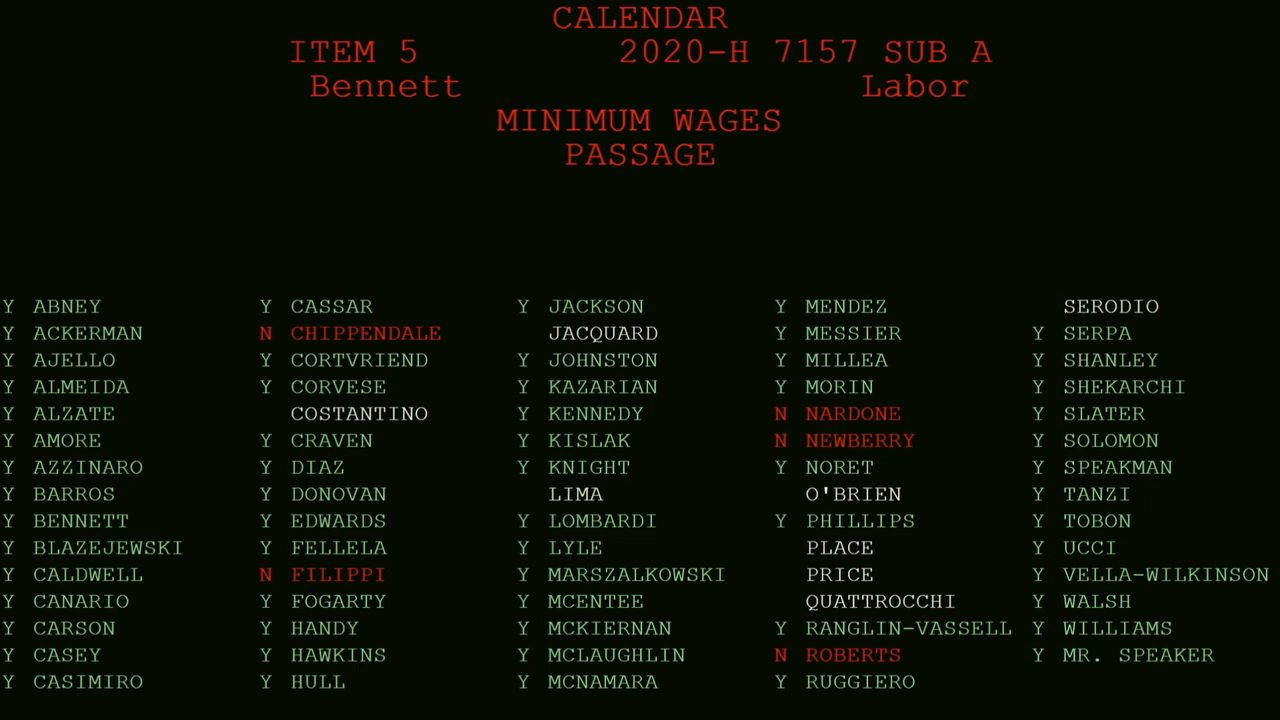 CALENDAR
ITEM 5 2020-H 7157 SUB A
Bennett Labor
MINIMUM WAGES
PASSAGE
Y ABNEY Y CASSAR Y JACKSON Y MENDEZ SERODIO
Y ACKERMAN N CHIPPENDALE JACQUARD Y MESSIER Y SERPA
Y AJELLO Y CORTVRIEND Y JOHNSTON Y MILLEA Y SHANLEY
Y ALMEIDA Y CORVESE Y KAZARIAN Y MORIN Y SHEKARCHI
Y ALZATE COSTANTINO Y KENNEDY N NARDONE Y SLATER
Y AMORE Y CRAVEN Y KISLAK N NEWBERRY Y SOLOMON
Y AZZINARO Y DIAZ Y KNIGHT Y NORET Y SPEAKMAN
Y BARROS Y DONOVAN LIMA O'BRIEN Y TANZI
Y BENNETT Y EDWARDS Y LOMBARDI Y PHILLIPS Y TOBON
Y BLAZEJEWSKI Y FELLELA Y LYLE PLACE Y UCCI
Y CALDWELL N FILIPPI Y MARSZALKOWSKI PRICE Y VELLA-WILKINSON
Y CANARIO Y FOGARTY Y MCENTEE QUATTROCCHI Y WALSH
Y CARSON Y HANDY Y MCKIERNAN Y RANGLIN-VASSELL Y WILLIAMS
Y CASEY Y HAWKINS Y MCLAUGHLIN N ROBERTS Y MR. SPEAKER
Y CASIMIRO Y HULL Y MCNAMARA Y RUGGIERO